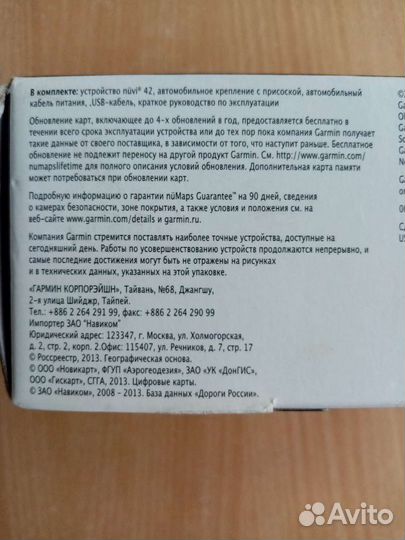 В комплекте: устройство nüvi® 42, автомобильное крепление с присоской, автомобильный
кабель питания, ,USB-кабель, краткое руководство по эксплуатации
Обновление карт, включающее до 4-х обновлений в год, предоставляется бесплатно в
течении всего срока эксплуатации устройства или до тех пор пока компания Garmin получает
такие данные от своего поставщика, в зависимости от того, что наступит раньше. Бесплатное
обновление не подлежит переносу на другой продукт Garmin. См. http://www.garmin.com/
numapslifetime для полного описания условий обновления. Дополнительная карта памяти
может потребоваться при обновлении карт.
Подробную информацию о гарантии nüMaps Guarantee™ на 90 дней, сведения
о камерах безопасности, зоне покрытия, а также условия и положения см. на
веб-сайте www.garmin.com/details и garmin.ru.
Компания Garmin стремится поставлять наиболее точные устройства, доступные на
сегодняшний день. Работы по усовершенствованию устройств продолжаются непрерывно, и
самые последние достижения могут быть не отражены на рисунках
и в технических данных, указанных на этой упаковке.
«ГАРМИН КОРПОРЭЙШН», Тайвань, №68, Джангшу,
2-я улица Шийджр, Тайпей.
Тел.: +886 2 264 291 99, факс: +886 2 264 290 99
Импортер ЗАО "Навиком"
Юридический адрес: 123347, г. Москва, ул. Холмогорская,
д. 2, стр. 2, корп. 2.Офис: 115407, ул. Речников, д. 7, стр. 17
© Россреестр, 2013. Географическая основа.
© ООО «Новикарт», ФГУП «Аэрогеодезия», ЗАО "УК «ДонГИС»,
ООО «Гискарт», СГГА, 2013. Цифровые карты.
© ЗАО «Навиком», 2008 – 2013. База данных «Дороги России».
Avito